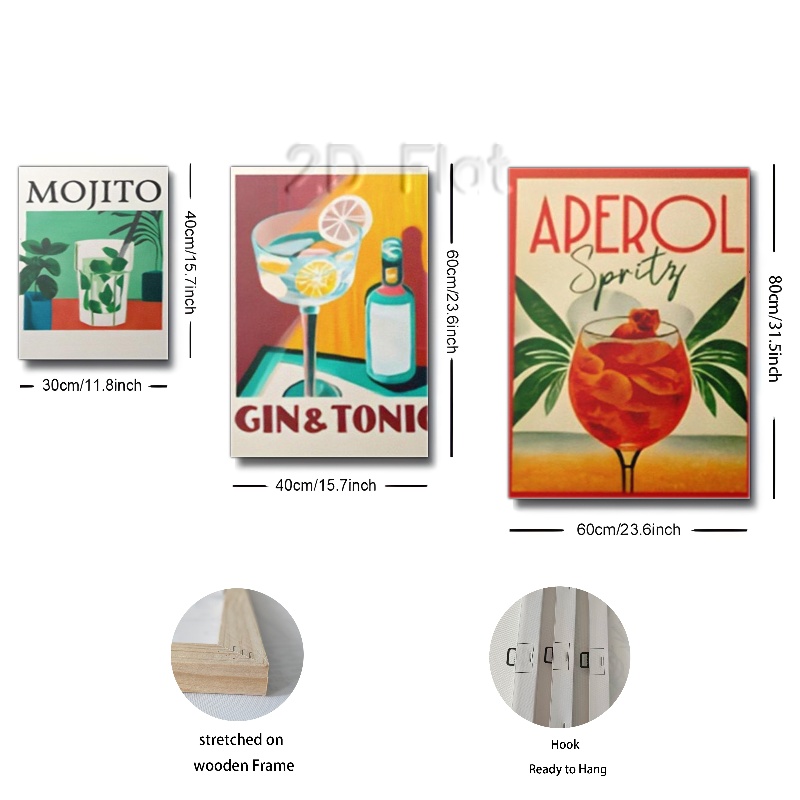 2D Flat
MOJITO
40cm/15.7inch
30cm/11.8inch
GIN & TONIC
60cm/23.6inch
40cm/15.7inch
APEROL
Spritz
80cm/31.5inch
60cm/23.6inch
stretched on
wooden Frame
Hook
Ready to Hang